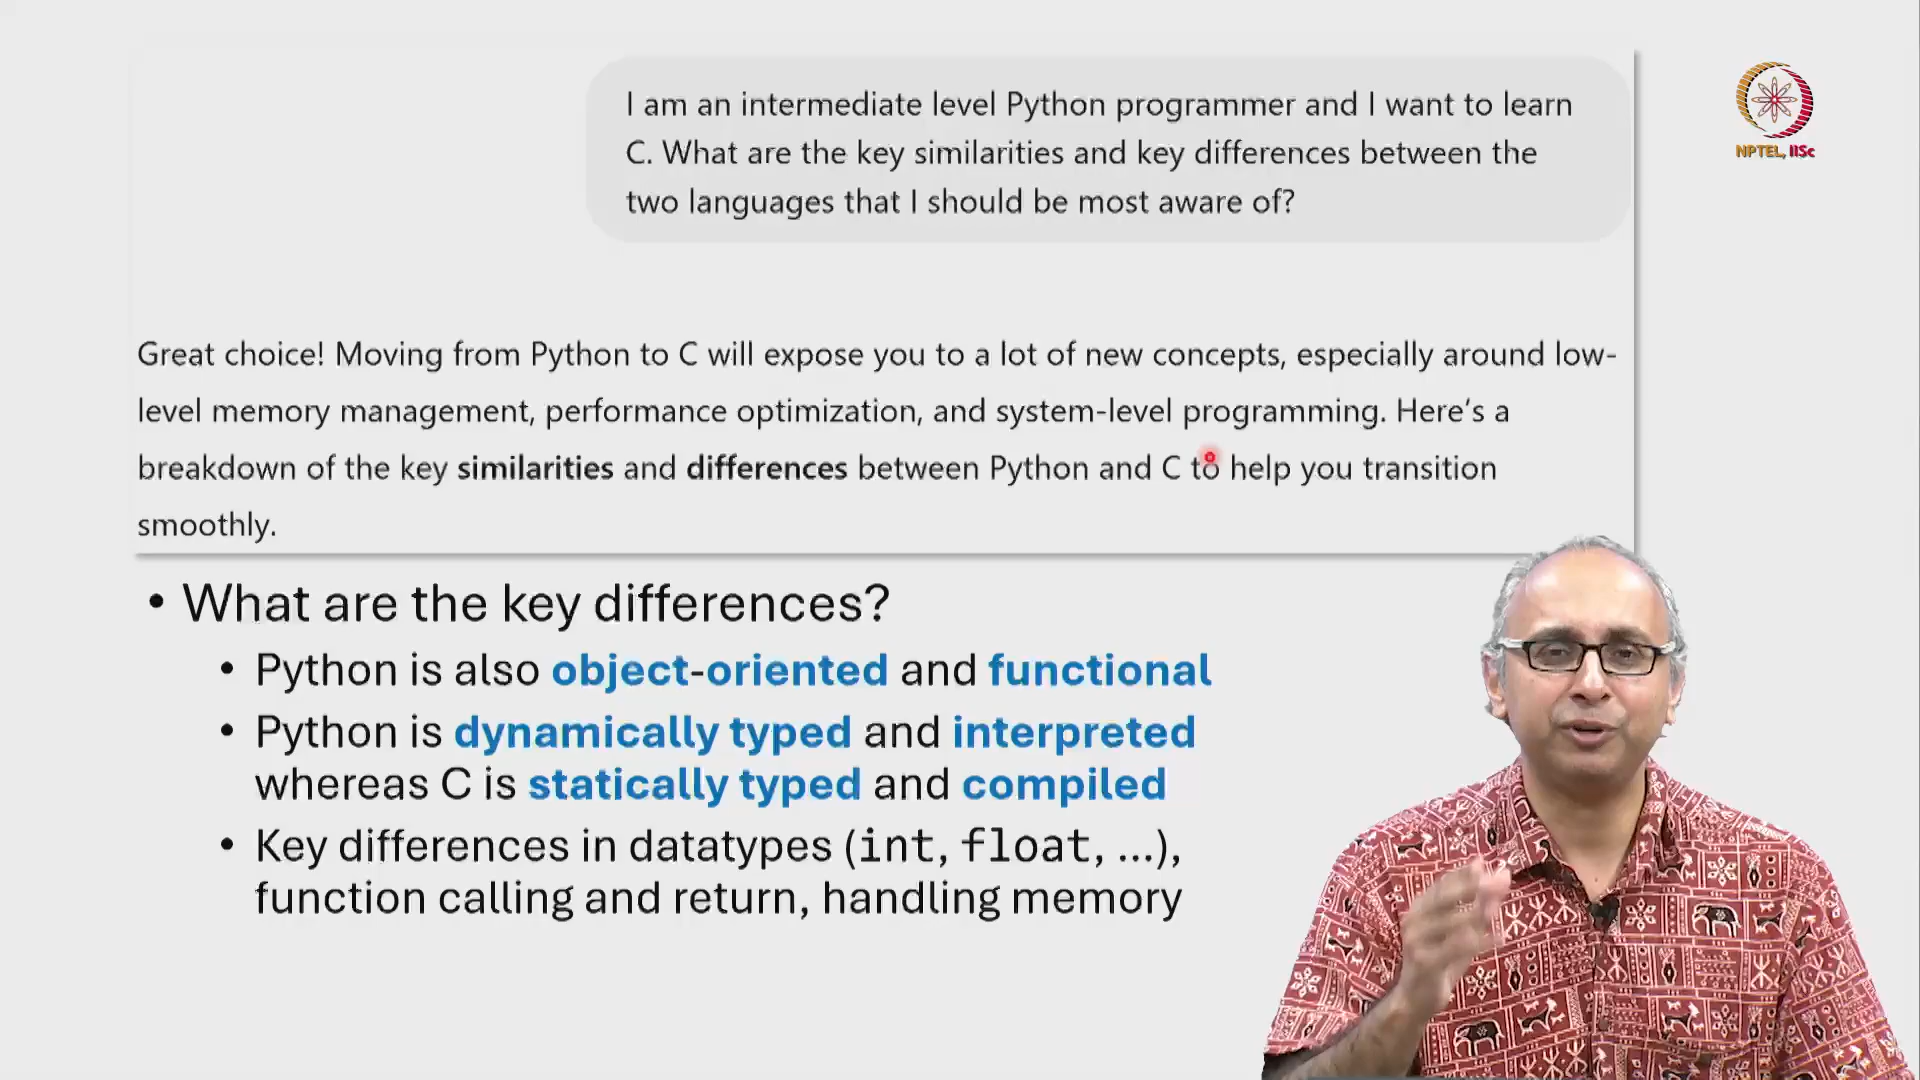 I am an intermediate level Python programmer and I want to learn
C. What are the key similarities and key differences between the
two languages that I should be most aware of?
NPTEL, IISc
Great choice! Moving from Python to C will expose you to a lot of new concepts, especially around low-
level memory management, performance optimization, and system-level programming. Here's a
breakdown of the key similarities and differences between Python and C to help you transition
smoothly.
• What are the key differences?
• Python is also object-oriented and functional
• Python is dynamically typed and interpreted
whereas C is statically typed and compiled
• Key differences in datatypes (int, float, ...),
function calling and return, handling memory